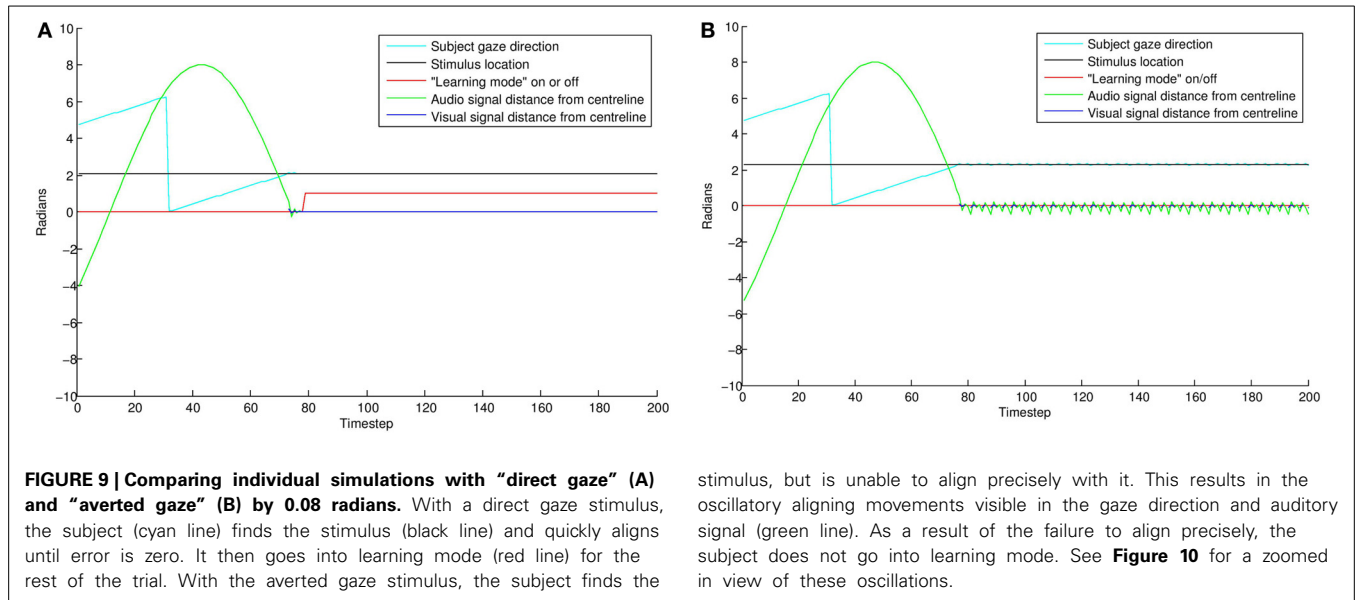 A
10
8
6
4
2
0
−2
−4
−6
−8
−10
Radians
0 20 40 60 80 100 120 140 160 180 200
Timestep
Subject gaze direction
Stimulus location
"Learning mode" on or off
Audio signal distance from centreline
Visual signal distance from centreline
B
10
8
6
4
2
0
−2
−4
−6
−8
−10
Radians
0 20 40 60 80 100 120 140 160 180 200
Timestep
Subject gaze direction
Stimulus location
"Learning mode" on/off
Audio signal distance from centreline
Visual signal distance from centreline
FIGURE 9 | Comparing individual simulations with “direct gaze” (A)
and “averted gaze” (B) by 0.08 radians. With a direct gaze stimulus,
the subject (cyan line) finds the stimulus (black line) and quickly aligns
until error is zero. It then goes into learning mode (red line) for the
rest of the trial. With the averted gaze stimulus, the subject finds the
stimulus, but is unable to align precisely with it. This results in the
oscillatory aligning movements visible in the gaze direction and auditory
signal (green line). As a result of the failure to align precisely, the
subject does not go into learning mode. See Figure 10 for a zoomed
in view of these oscillations.